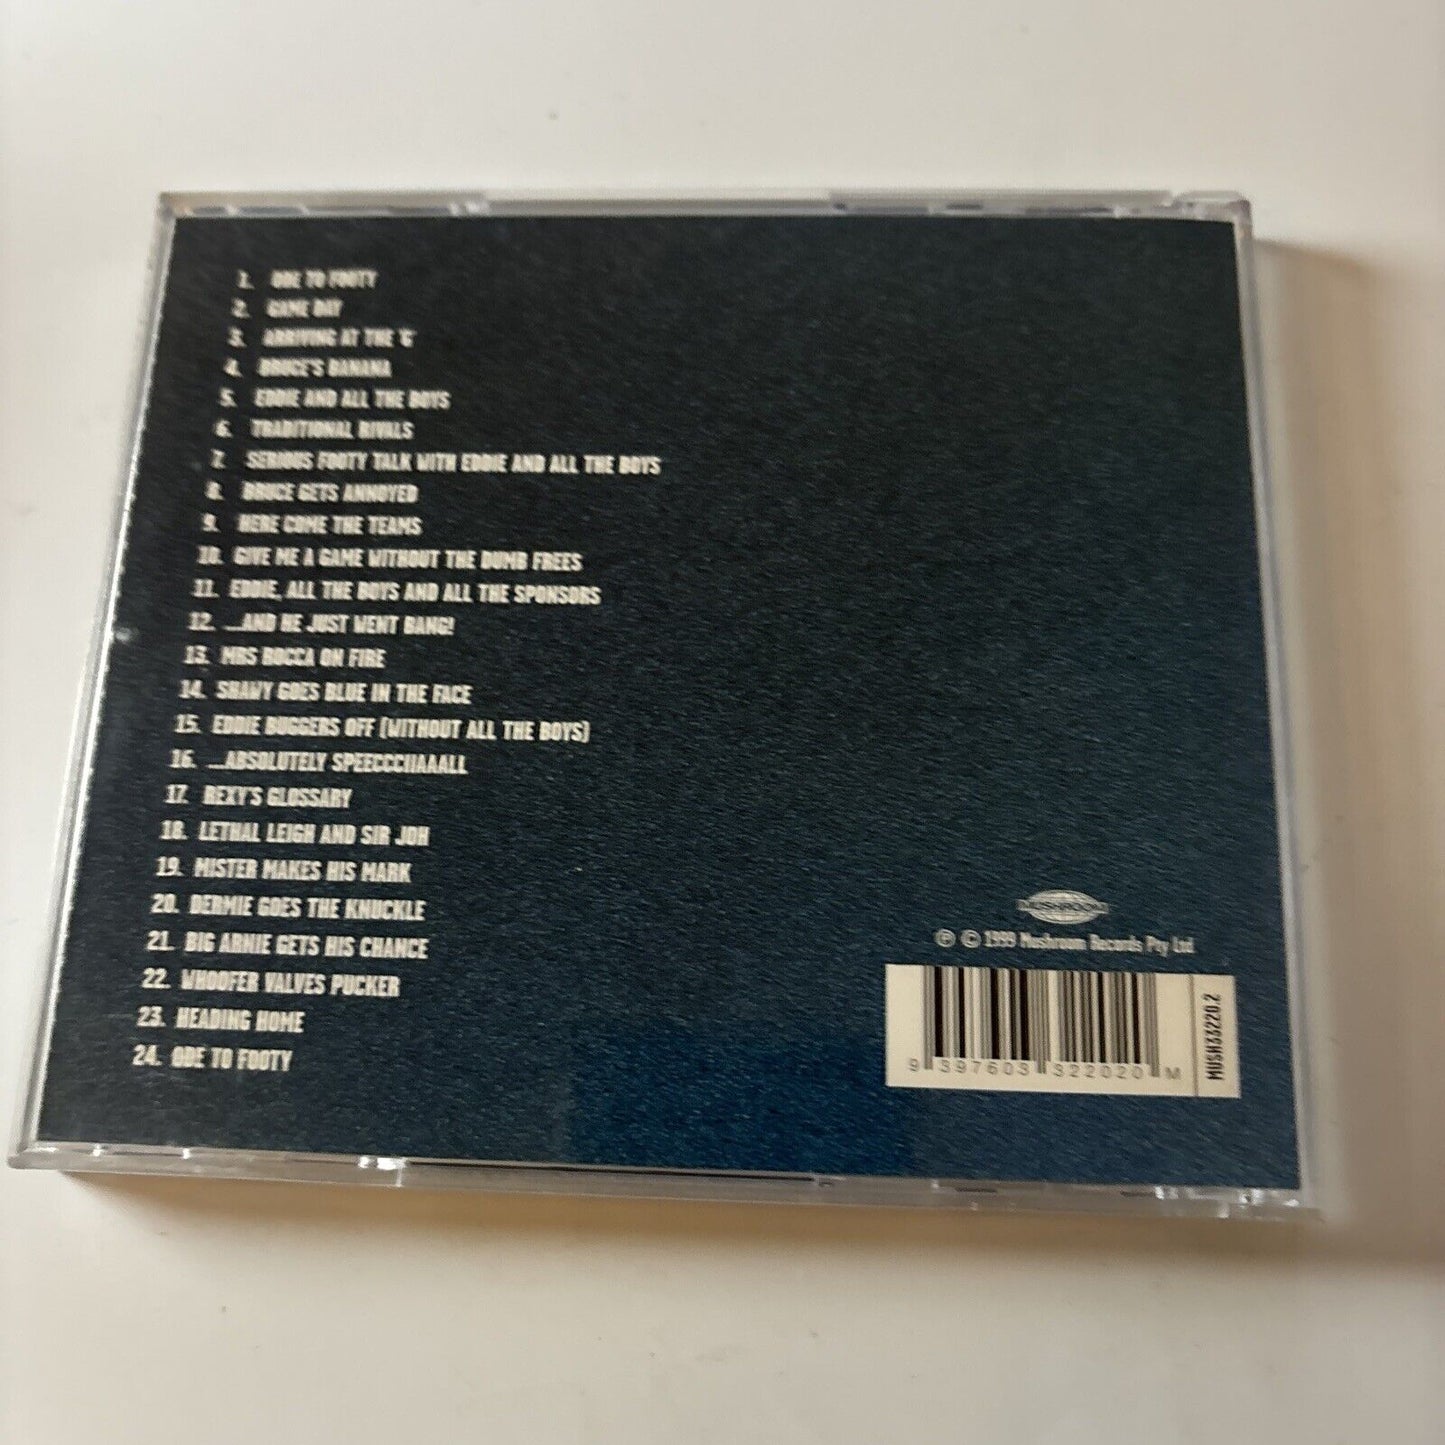 1. ODE TO FOOTY
2. GAME DAY
3. ARRIVING AT THE 'G'
4. BRUCE'S BANANA
5. EDDIE AND ALL THE BOYS
6. TRADITIONAL RIVALS
7. SERIOUS FOOTY TALK WITH EDDIE AND ALL THE BOYS
8. BRUCE GETS ANNOYED
9. HERE COME THE TEAMS
10. GIVE ME A GAME WITHOUT THE DUMB FREES
11. EDDIE, ALL THE BOYS AND ALL THE SPONSORS
12. ...AND HE JUST WENT BANG!
13. MRS BOCCA ON FIRE
14. SHAWY GOES BLUE IN THE FACE
15. EDDIE BUGGERS OFF (WITHOUT ALL THE BOYS)
16. ...ABSOLUTELY SPEECCCIIAAALL
17. REXY'S GLOSSARY
18. LETHAL LEIGH AND SIR JOH
19. MISTER MAKES HIS MARK
20. DERMIE GOES THE KNUCKLE
21. BIG ARNIE GETS HIS CHANCE
22. WHOOFER VALVES PUCKER
23. HEADING HOME
24. ODE TO FOOTY
MUSHROOM
℗ © 1999 Mushroom Records Pty Ltd
9 397603 322020 M
MUSH33220.2